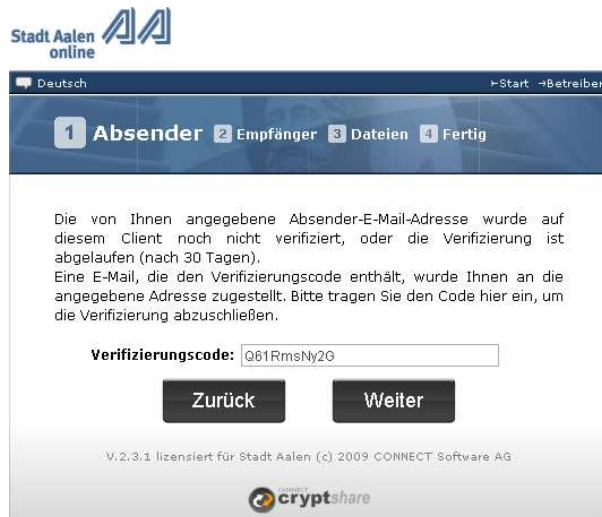 Stadt Aalen
online
Deutsch Start Betreiber
1 Absender 2 Empfänger 3 Dateien 4 Fertig
Die von Ihnen angegebene Absender-E-Mail-Adresse wurde auf
diesem Client noch nicht verifiziert, oder die Verifizierung ist
abgelaufen (nach 30 Tagen).
Eine E-Mail, die den Verifizierungscode enthält, wurde Ihnen an die
angegebene Adresse zugestellt. Bitte tragen Sie den Code hier ein, um
die Verifizierung abzuschließen.
Verifizierungscode: Q61RmsNy2G
Zurück Weiter
V.2.3.1 lizensiert für Stadt Aalen (c) 2009 CONNECT Software AG
CONNECT
cryptshare